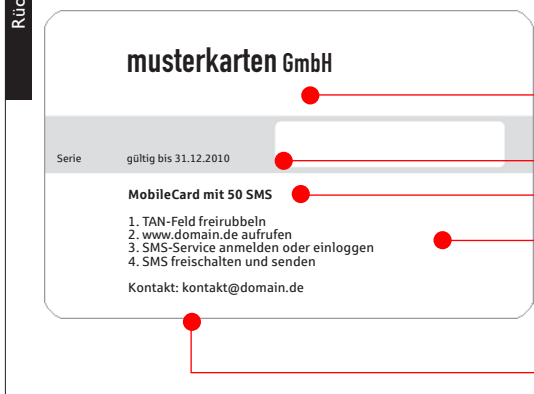 musterkarten GmbH
Serie gültig bis 31.12.2010
MobileCard mit 50 SMS
1. TAN-Feld freirubbeln
2. www.domain.de aufrufen
3. SMS-Service anmelden oder einloggen
4. SMS freischalten und senden
Kontakt: kontakt@domain.de